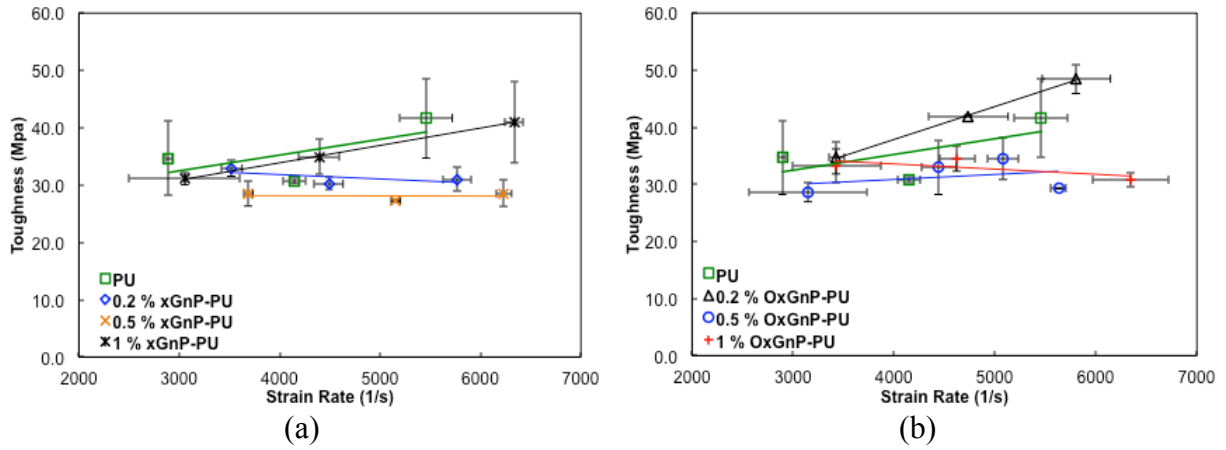 60.0
50.0
40.0
30.0
20.0
10.0
0.0
Toughness (Mpa)
PU
0.2 % xGnP-PU
0.5 % xGnP-PU
1 % xGnP-PU
2000 3000 4000 5000 6000 7000
Strain Rate (1/s)
(a)
60.0
50.0
40.0
30.0
20.0
10.0
0.0
Toughness (Mpa)
PU
0.2 % OxGnP-PU
0.5 % OxGnP-PU
1 % OxGnP-PU
2000 3000 4000 5000 6000 7000
Strain Rate (1/s)
(b)